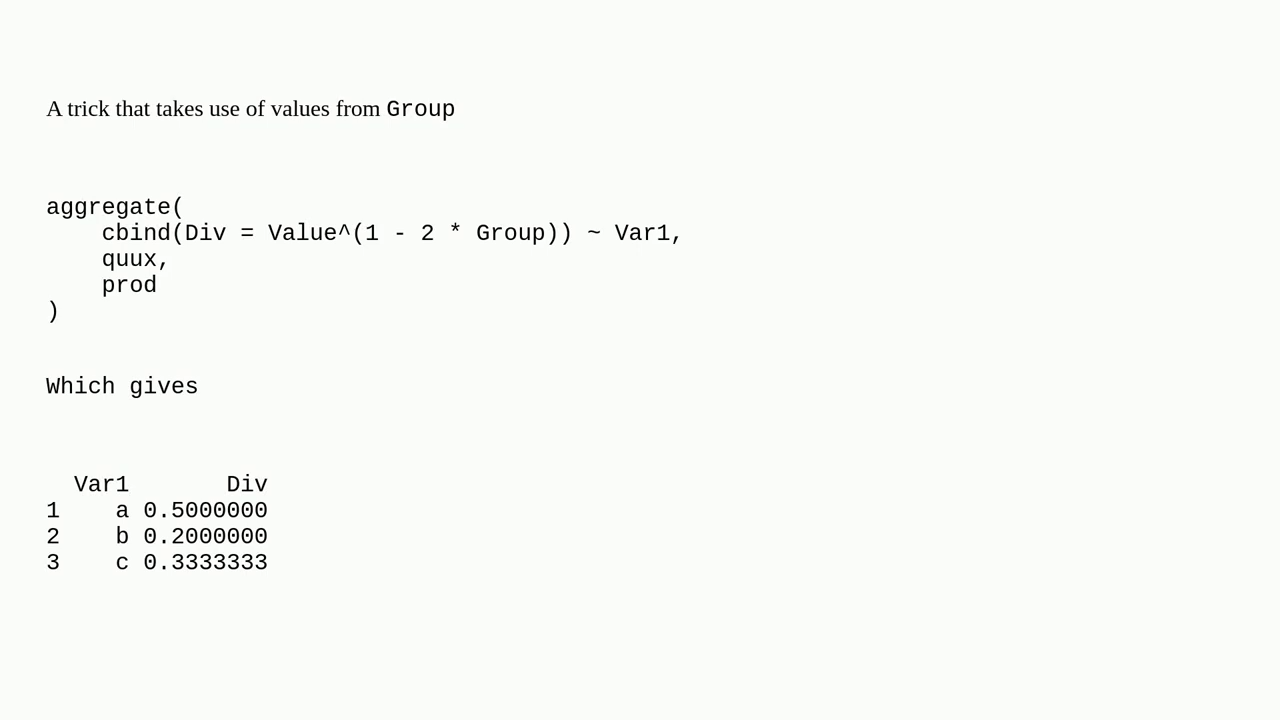 A trick that takes use of values from Group
aggregate(
    cbind(Div = Value^(1 - 2 * Group)) ~ Var1,
    quux,
    prod
)
Which gives
  Var1       Div
1    a 0.5000000
2    b 0.2000000
3    c 0.3333333